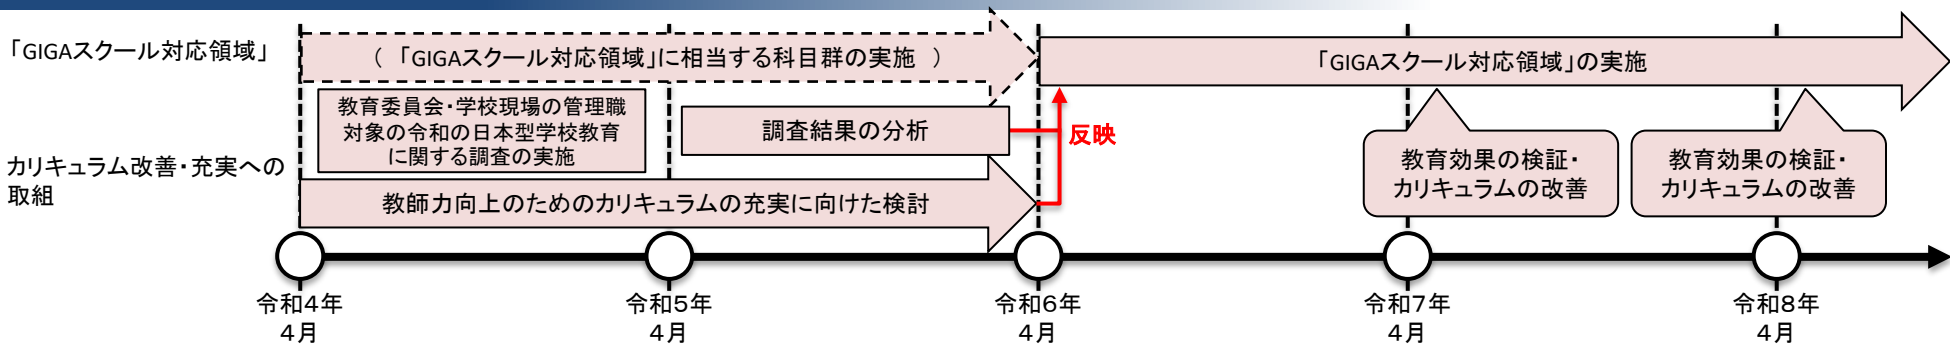 「GIGAスクール対応領域」
（ 「GIGAスクール対応領域」に相当する科目群の実施 ）
「GIGAスクール対応領域」の実施
教育委員会・学校現場の管理職
対象の令和の日本型学校教育
に関する調査の実施
調査結果の分析
反映
教育効果の検証・
カリキュラムの改善
教育効果の検証・
カリキュラムの改善
カリキュラム改善・充実への
取組
教師力向上のためのカリキュラムの充実に向けた検討
令和4年
4月
令和5年
4月
令和6年
4月
令和7年
4月
令和8年
4月